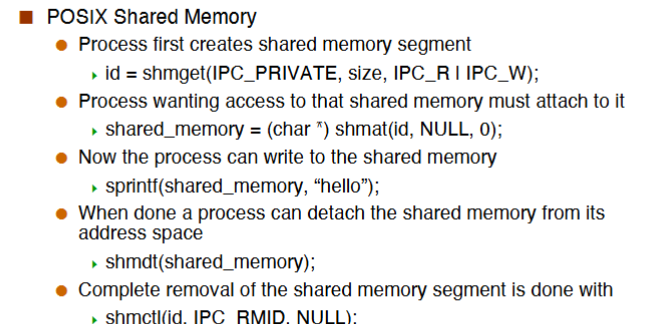 POSIX Shared Memory
Process first creates shared memory segment
id = shmget(IPC_PRIVATE, size, IPC_R | IPC_W);
Process wanting access to that shared memory must attach to it
shared_memory = (char *) shmat(id, NULL, 0);
Now the process can write to the shared memory
sprintf(shared_memory, “hello”);
When done a process can detach the shared memory from its
address space
shmdt(shared_memory);
Complete removal of the shared memory segment is done with
shmctl(id, IPC_RMID, NULL);